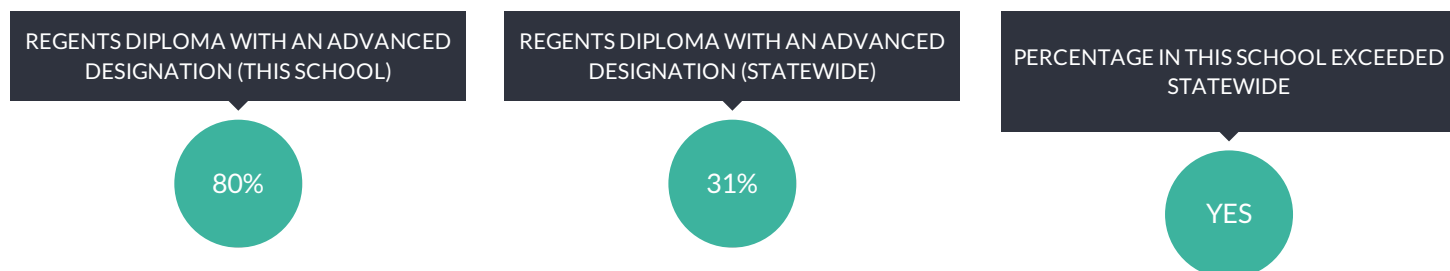 REGENTS DIPLOMA WITH AN ADVANCED
DESIGNATION (THIS SCHOOL)
80%
REGENTS DIPLOMA WITH AN ADVANCED
DESIGNATION (STATEWIDE)
31%
PERCENTAGE IN THIS SCHOOL EXCEEDED
STATEWIDE
YES